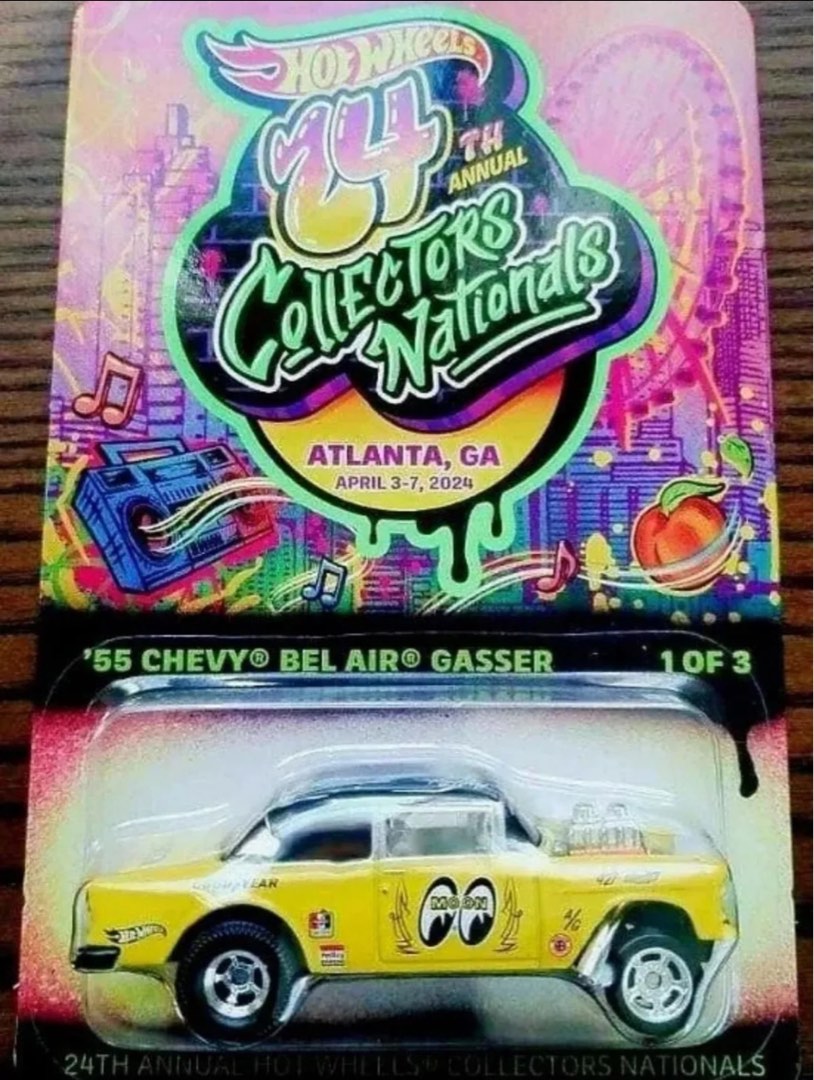 HOT WHEELS
24
TH
ANNUAL
COLLECTORS
NATIONALS
ATLANTA, GA
APRIL 3-7, 2024
'55 CHEVY® BEL AIR® GASSER 1 OF 3
GOODYEAR
MOON
A/G
Hot Wheels
24TH ANNUAL HOT WHEELS® COLLECTORS NATIONALS